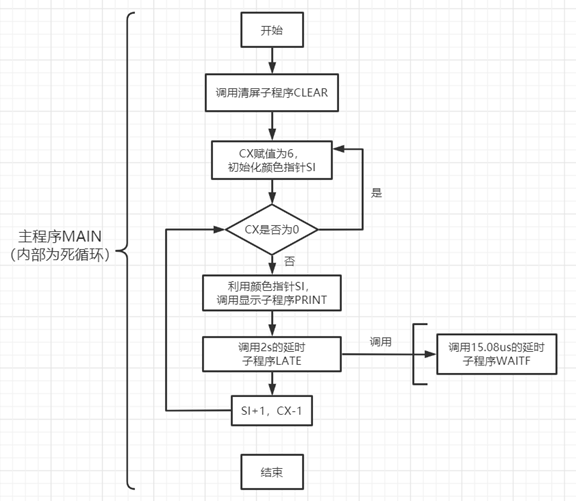 开始
调用清屏子程序CLEAR
CX赋值为6，
初始化颜色指针SI
是
CX是否为0
主程序MAIN
（内部为死循环）
否
利用颜色指针SI，
调用显示子程序PRINT
调用2s的延时
子程序LATE
调用
调用15.08us的延时
子程序WAITF
SI+1，CX-1
结束